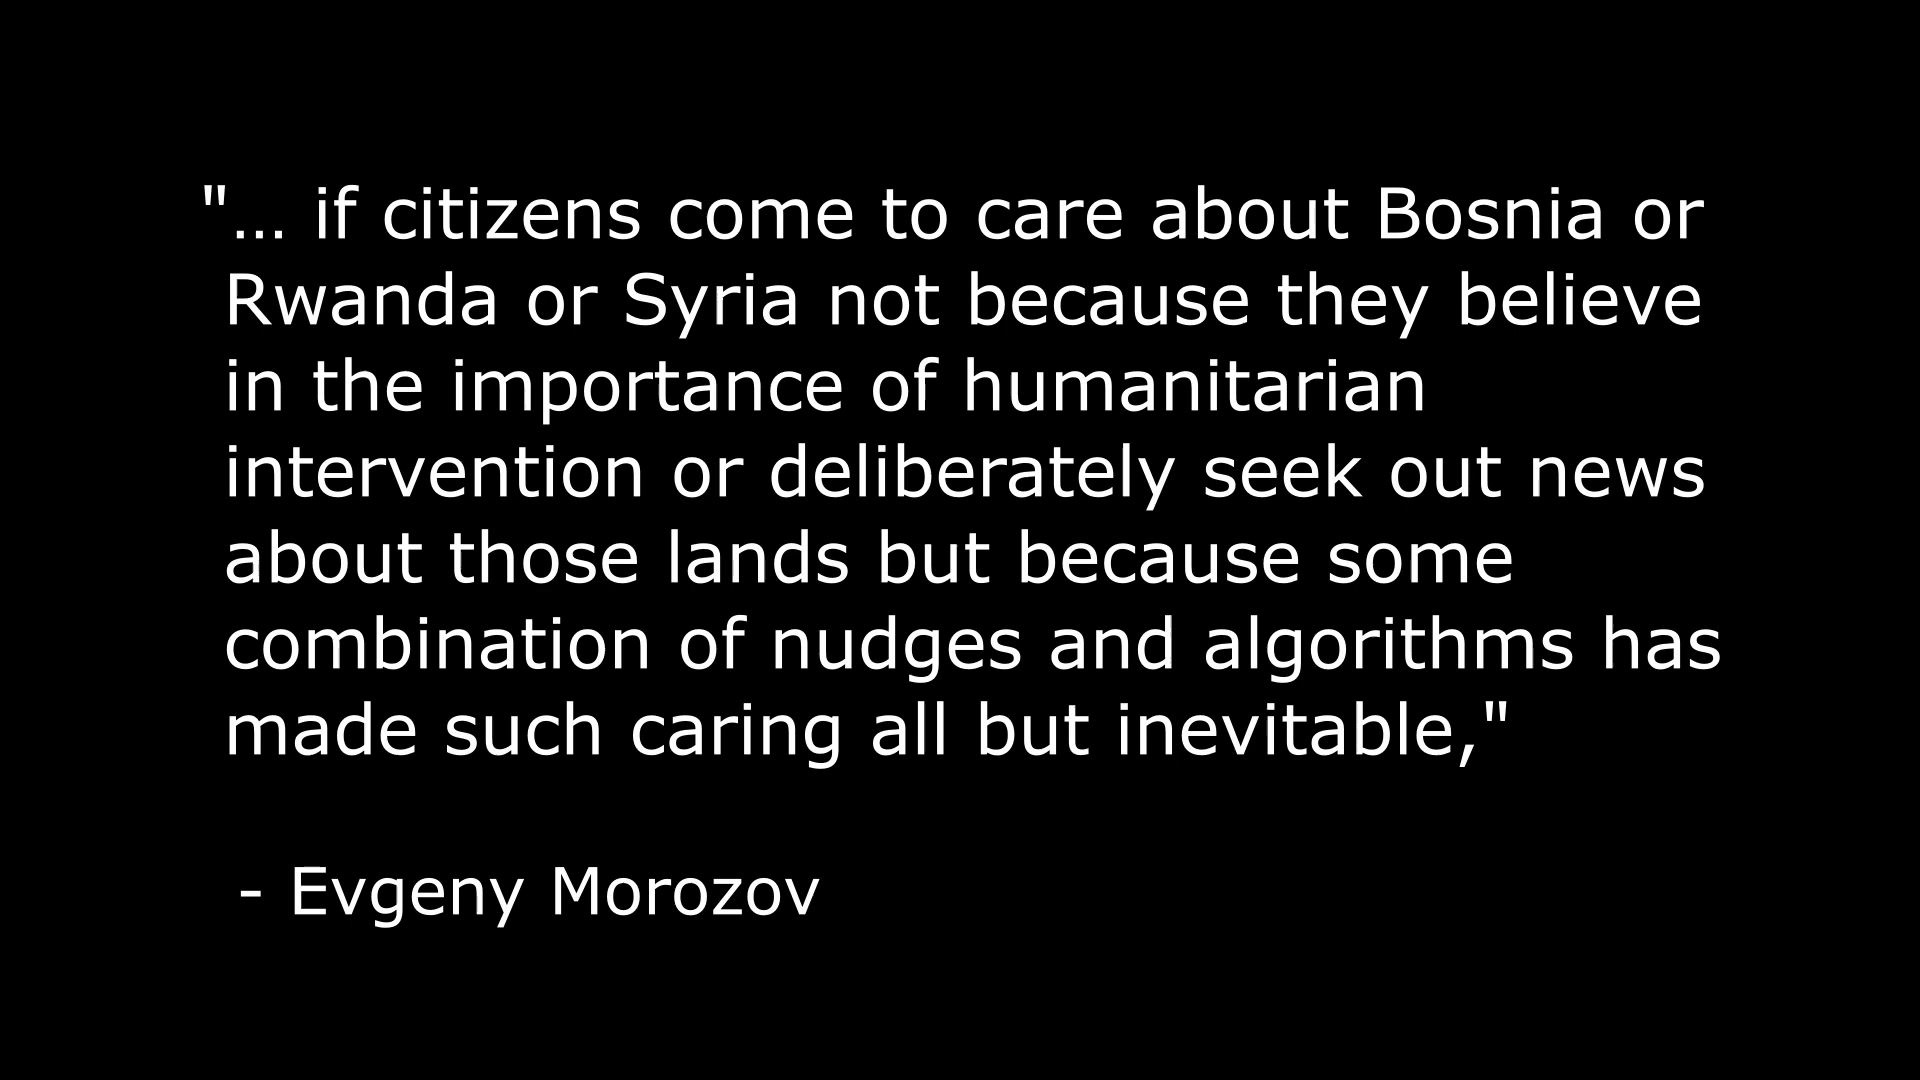 "... if citizens come to care about Bosnia or
Rwanda or Syria not because they believe
in the importance of humanitarian
intervention or deliberately seek out news
about those lands but because some
combination of nudges and algorithms has
made such caring all but inevitable,"
- Evgeny Morozov